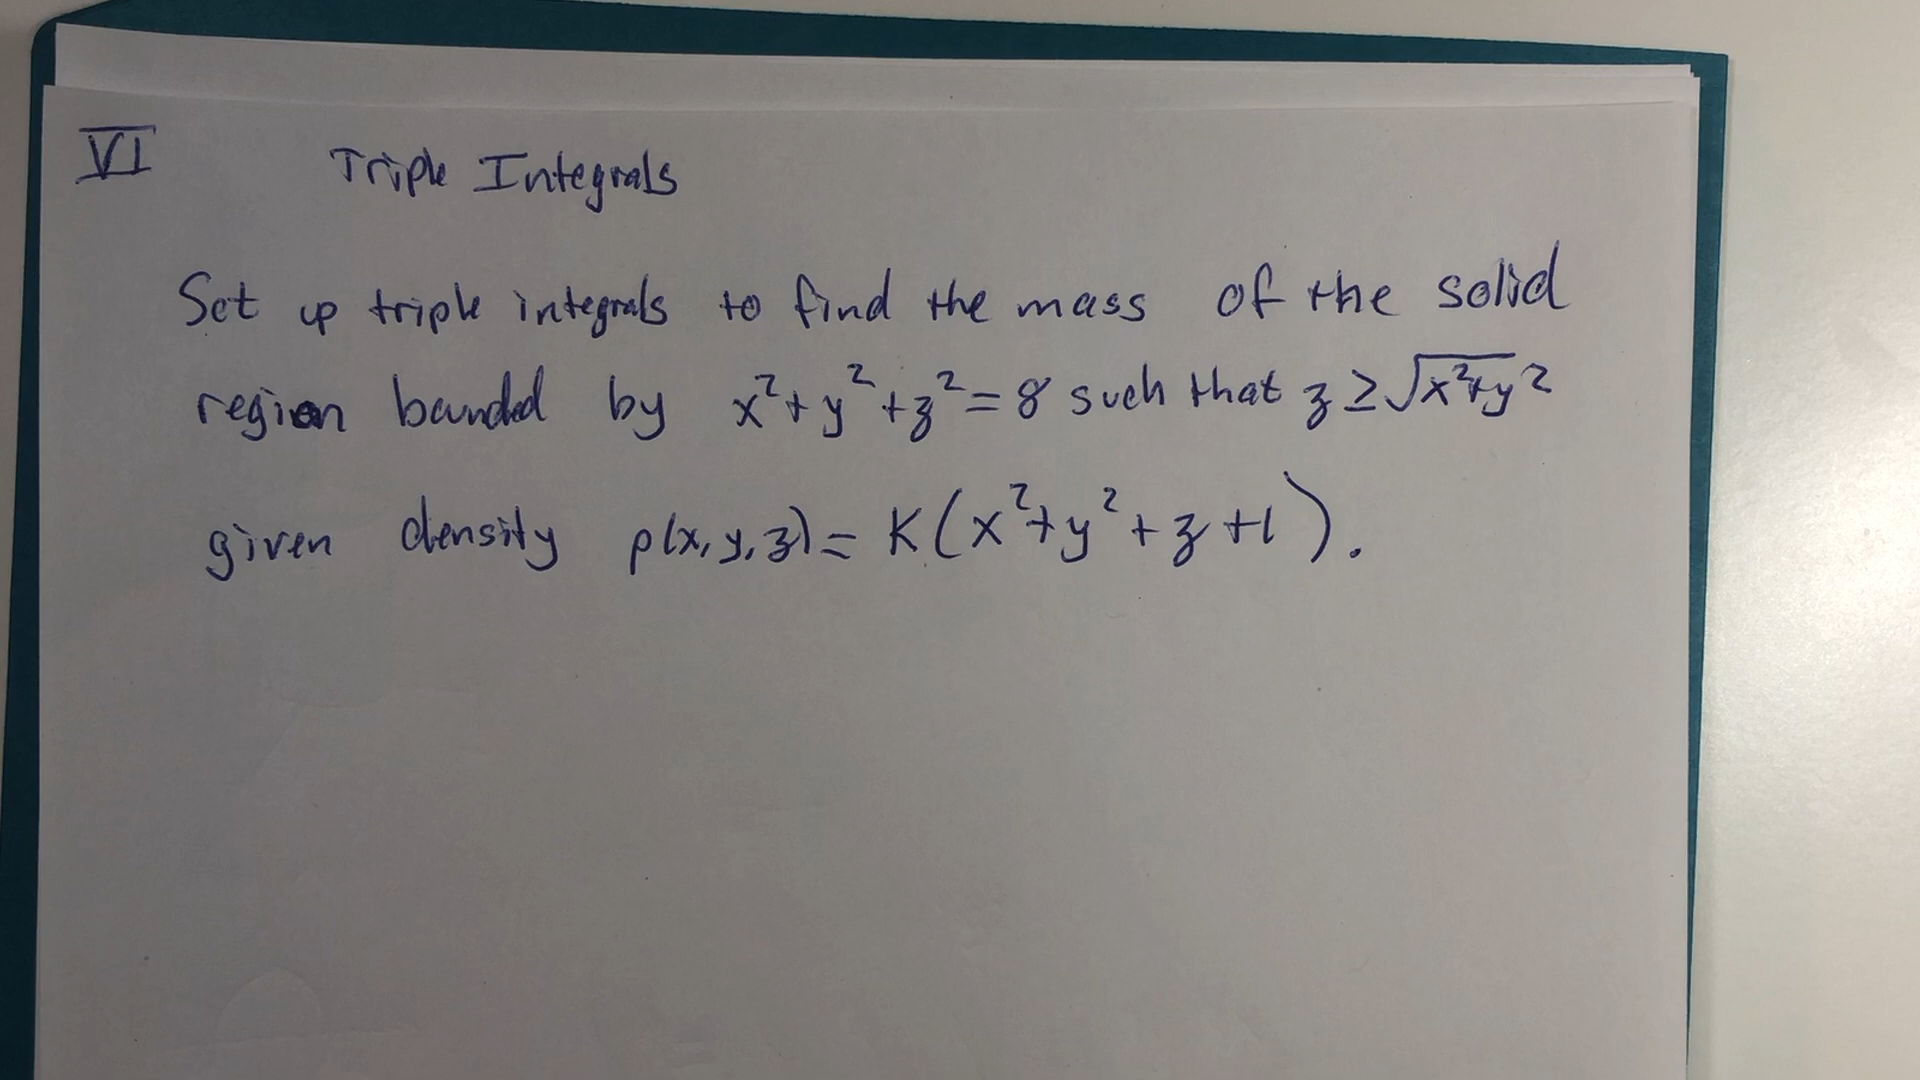 VI Triple Integrals
Set up triple integrals to find the mass of the solid
region bounded by x²+y²+z²=8 such that z≥√x²+y²
given density ρ(x,y,z)= K(x²+y²+z+1).